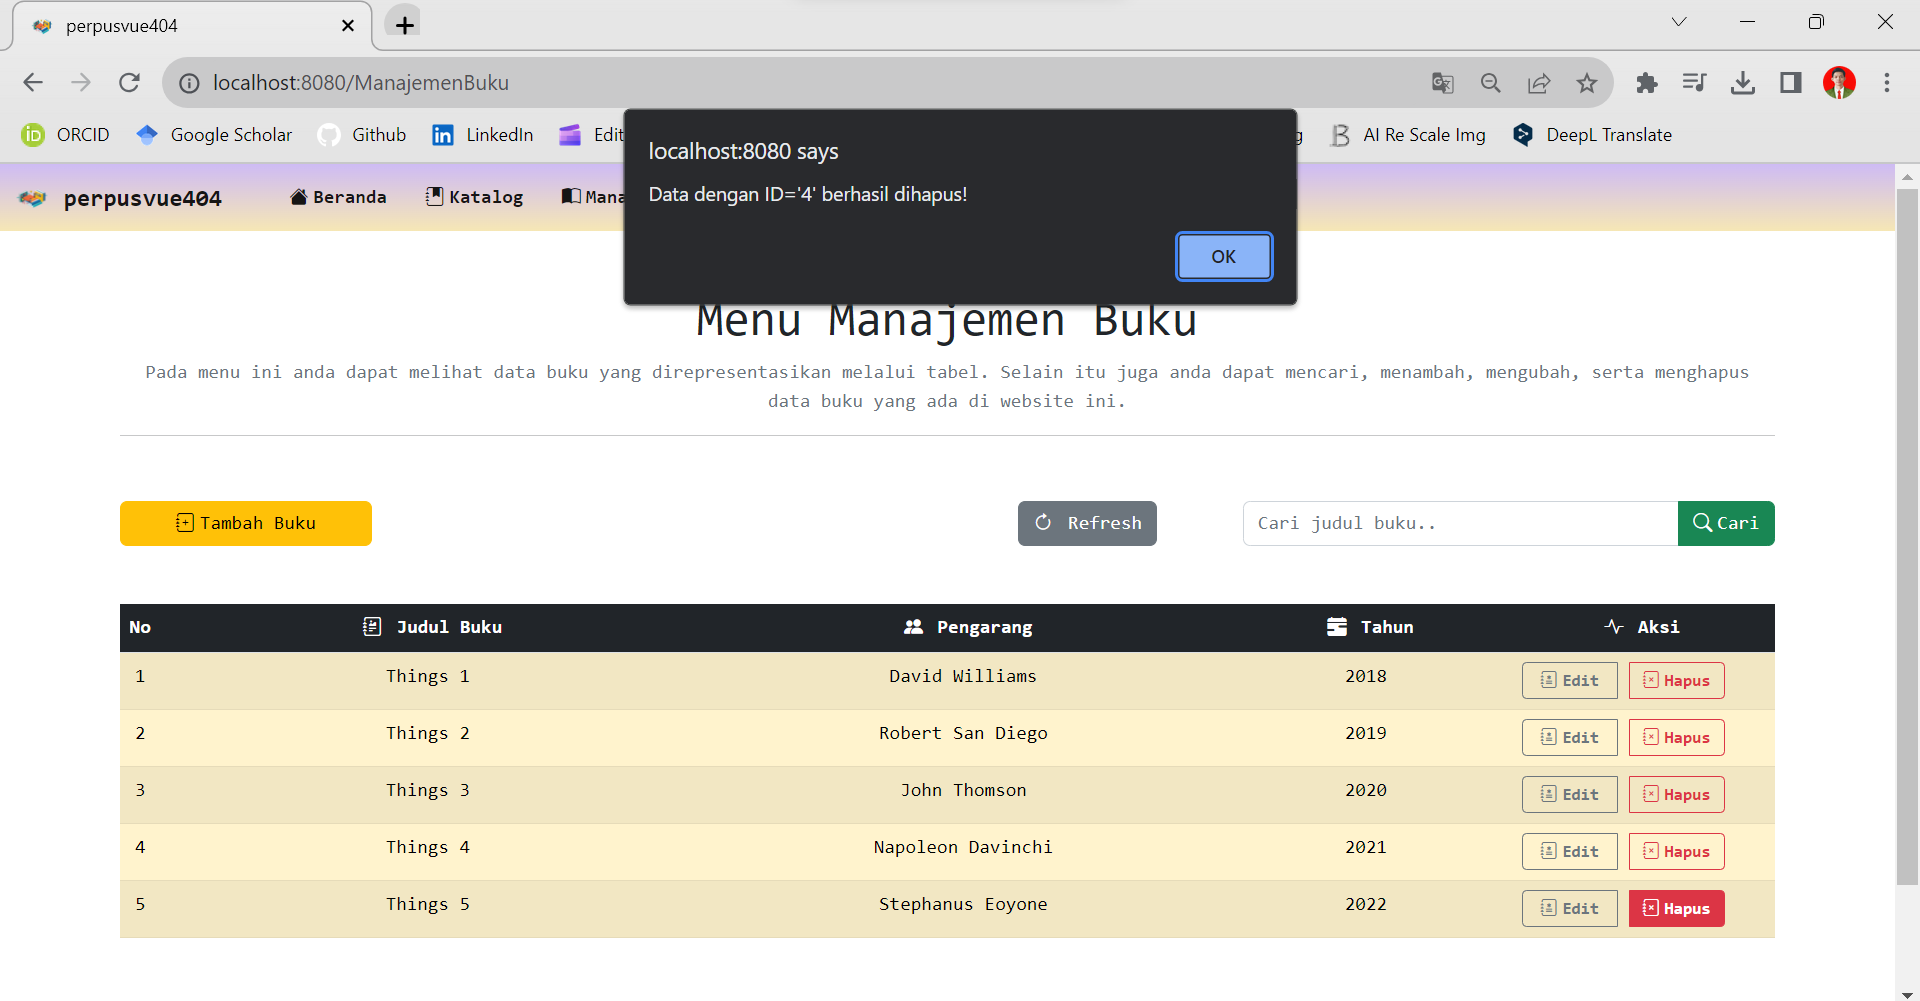 perpusvue404
localhost:8080/ManajemenBuku
ORCID Google Scholar Github LinkedIn AI Re Scale Img DeepL Translate
localhost:8080 says
Data dengan ID='4' berhasil dihapus!
OK
perpusvue404 Beranda Katalog
Menu Manajemen Buku
Pada menu ini anda dapat melihat data buku yang direpresentasikan melalui tabel. Selain itu juga anda dapat mencari, menambah, mengubah, serta menghapus
data buku yang ada di website ini.
Tambah Buku Refresh Cari judul buku.. Cari
No Judul Buku Pengarang Tahun Aksi
1 Things 1 David Williams 2018 Edit Hapus
2 Things 2 Robert San Diego 2019 Edit Hapus
3 Things 3 John Thomson 2020 Edit Hapus
4 Things 4 Napoleon Davinchi 2021 Edit Hapus
5 Things 5 Stephanus Eoyone 2022 Edit Hapus